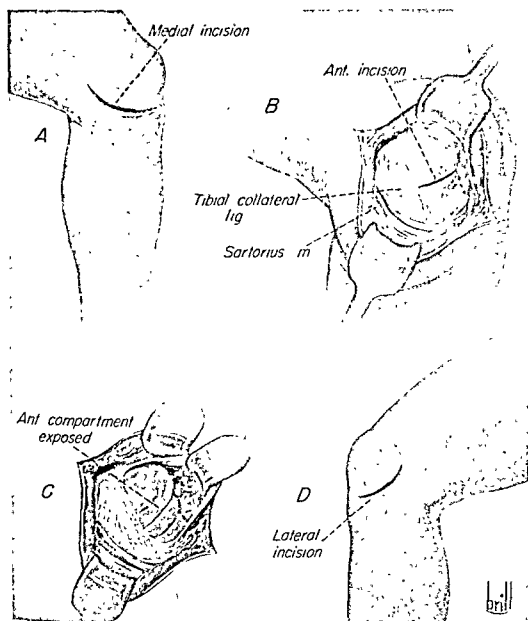 Medial incision
A
Ant. incision
B
Tibial collateral
lig
Sartorius m
Ant compartment
exposed
C
D
Lateral
incision
brill